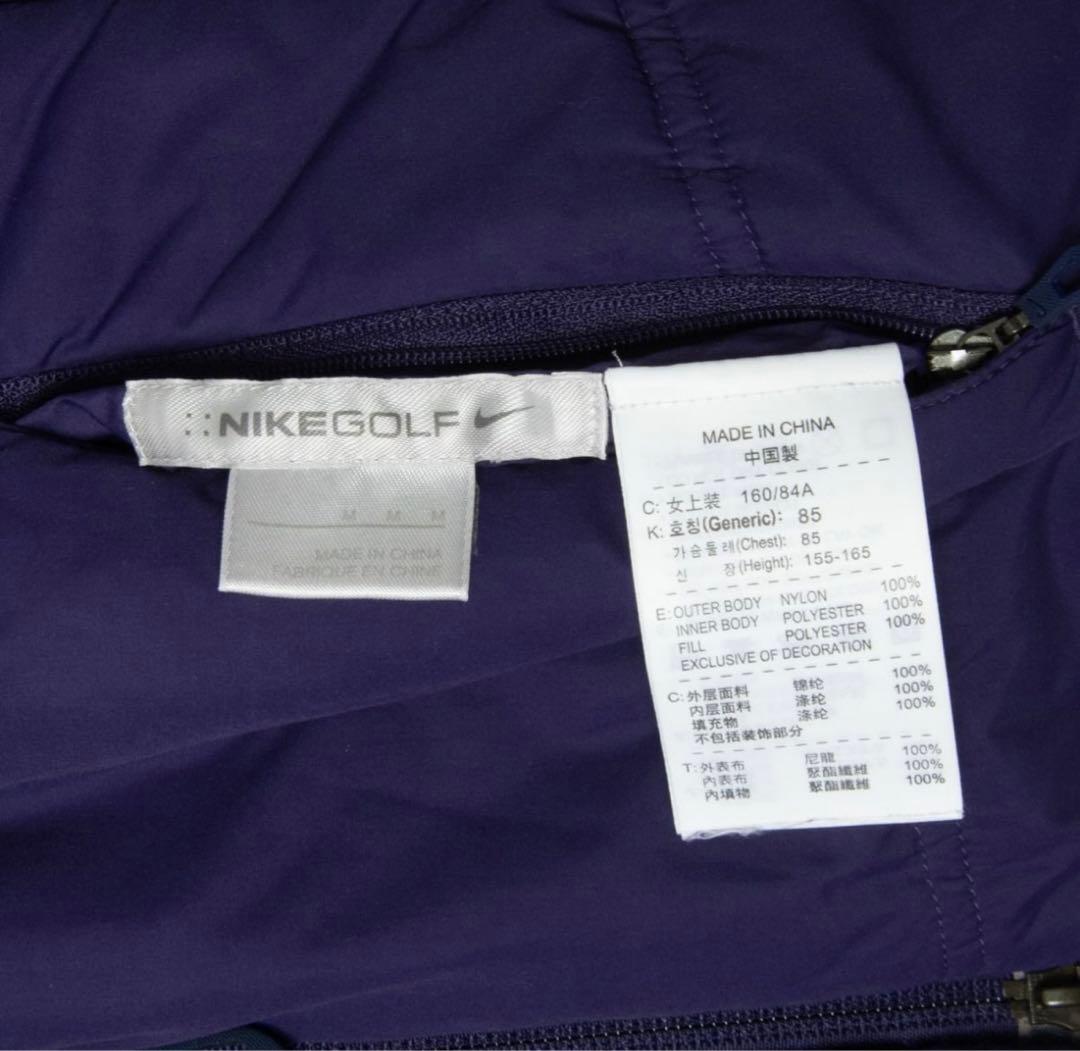 ::NIKEGOLF
M M M
MADE IN CHINA
FABRIQUE EN CHINE
MADE IN CHINA
中国製
C: 女上装 160/84A
K: 호칭(Generic): 85
가슴둘레(Chest): 85
신 장(Height): 155-165
E: OUTER BODY NYLON 100%
INNER BODY POLYESTER 100%
FILL POLYESTER 100%
EXCLUSIVE OF DECORATION
C: 外层面料 锦纶 100%
内层面料 涤纶 100%
填充物 涤纶 100%
不包括装饰部分
T: 外表布 尼龍 100%
內表布 聚酯纖維 100%
內填物 聚酯纖維 100%